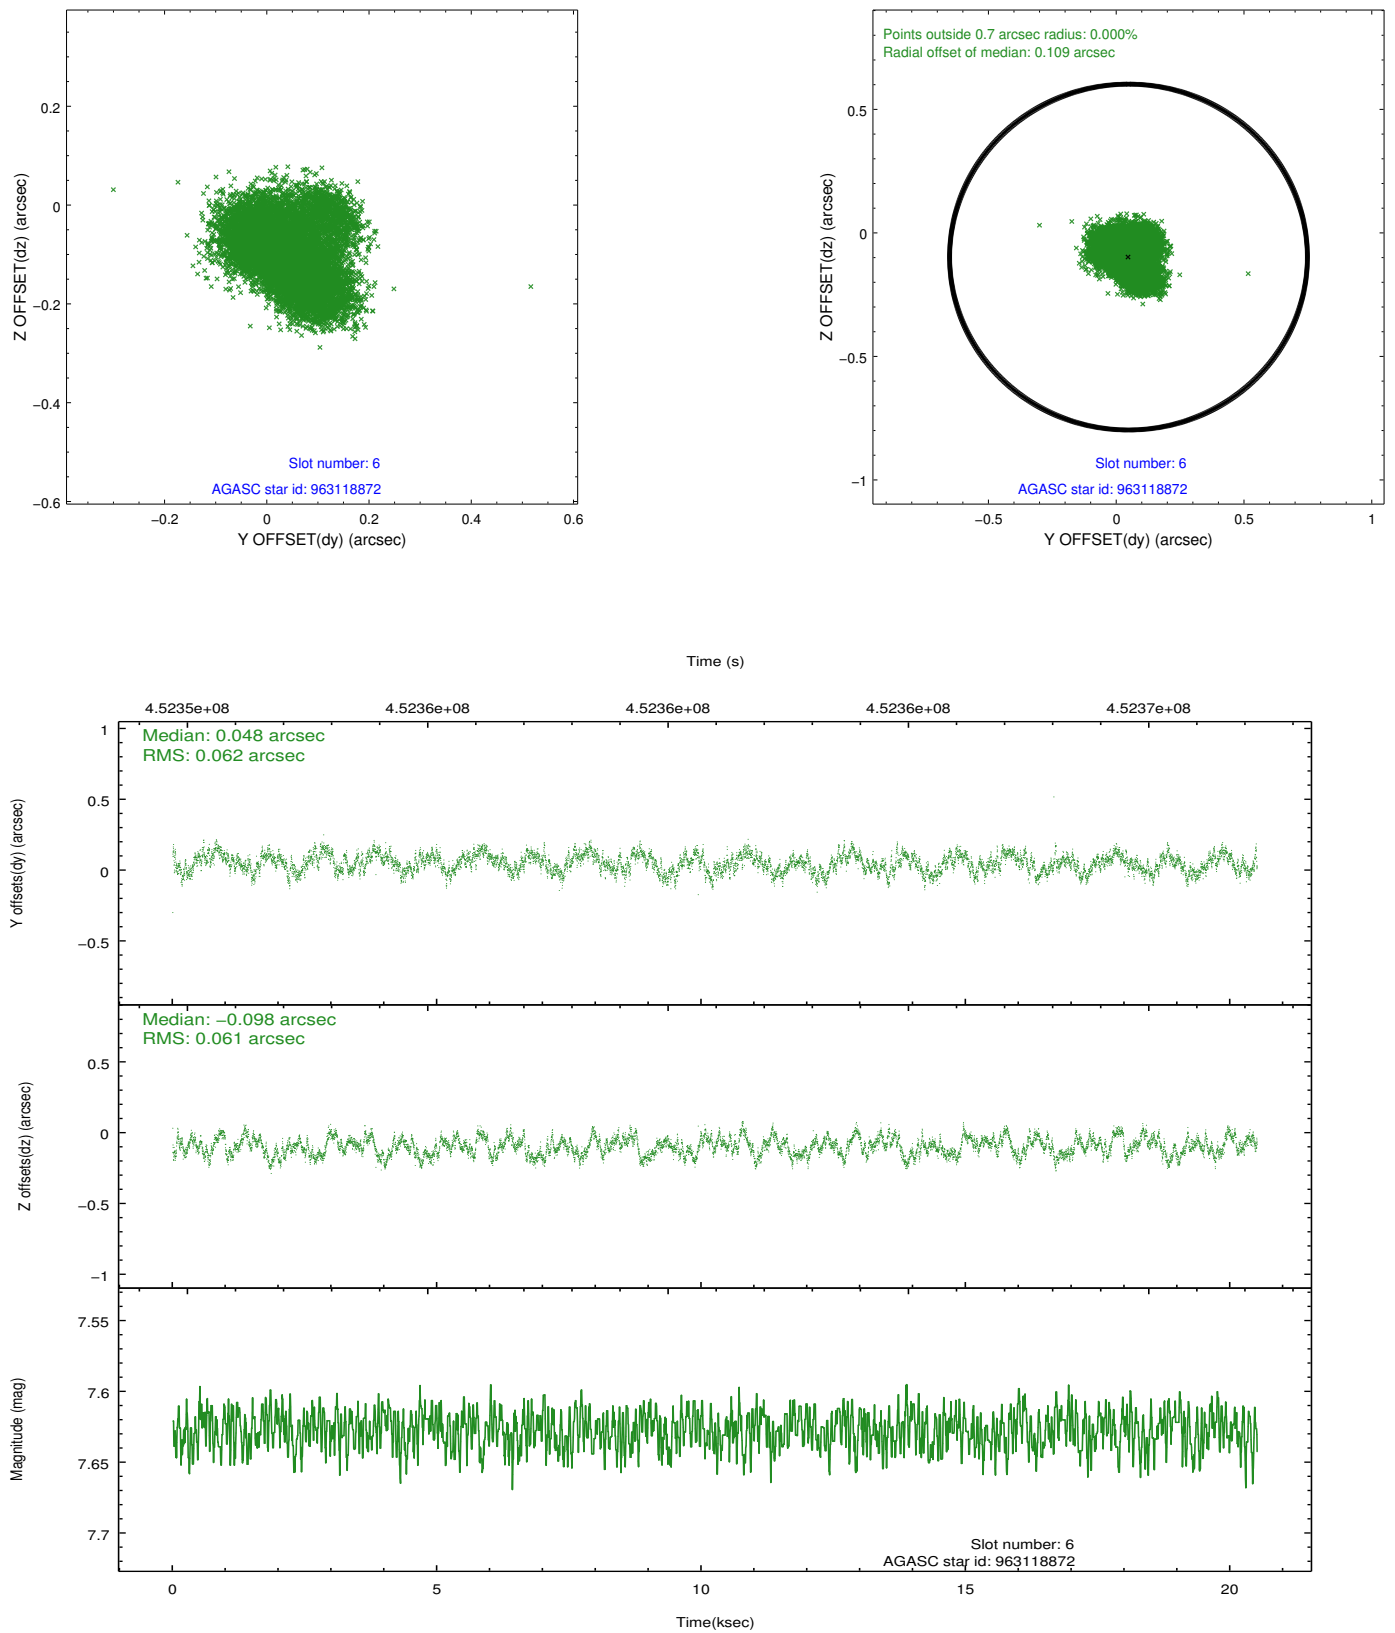 Z OFFSET(dz) (arcsec)
0.2
0
−0.2
−0.4
−0.6
Slot number: 6
AGASC star id: 963118872
−0.2 0 0.2 0.4 0.6
Y OFFSET(dy) (arcsec)
Points outside 0.7 arcsec radius: 0.000%
Radial offset of median: 0.109 arcsec
Z OFFSET(dz) (arcsec)
0.5
0
−0.5
−1
Slot number: 6
AGASC star id: 963118872
−0.5 0 0.5 1
Y OFFSET(dy) (arcsec)
Time (s)
4.5235e+08 4.5236e+08 4.5236e+08 4.5236e+08 4.5237e+08
Median: 0.048 arcsec
RMS: 0.062 arcsec
Y offsets(dy) (arcsec)
1
0.5
0
−0.5
Median: −0.098 arcsec
RMS: 0.061 arcsec
Z offsets(dz) (arcsec)
0.5
0
−0.5
−1
Magnitude (mag)
7.55
7.6
7.65
7.7
Slot number: 6
AGASC star id: 963118872
0 5 10 15 20
Time(ksec)